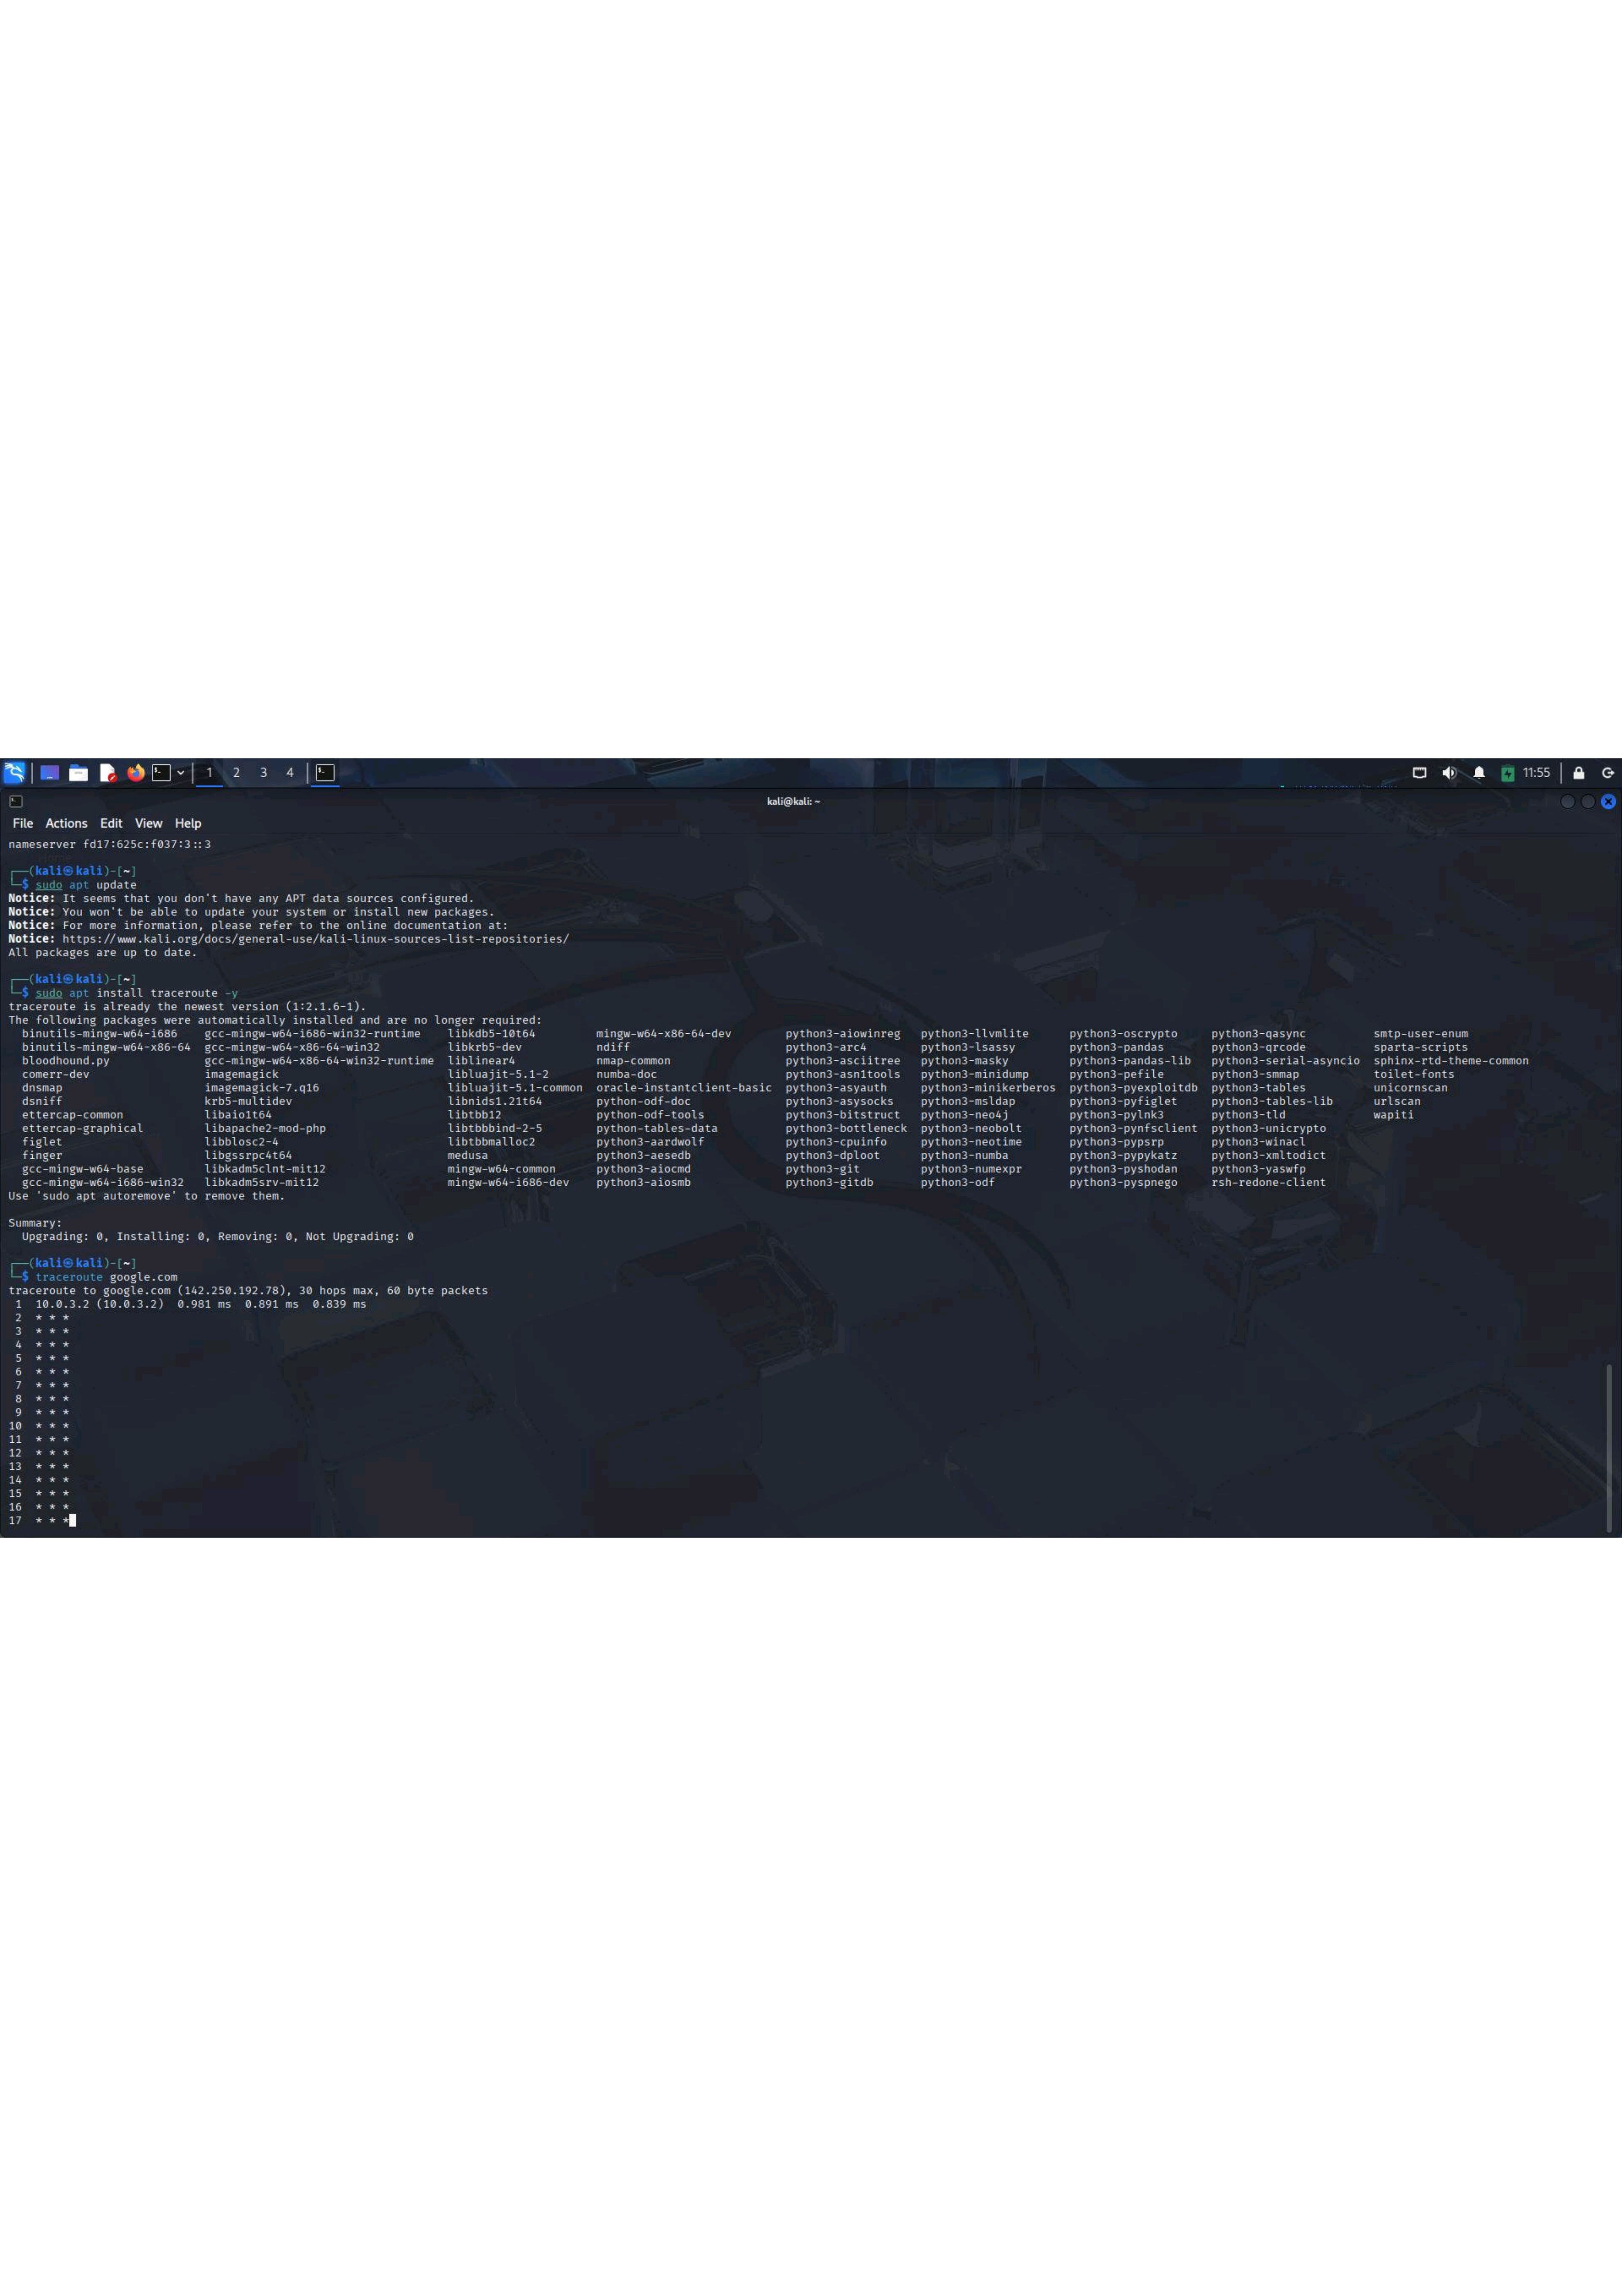 1 2 3 4 11:55
kali@kali: ~
File Actions Edit View Help
nameserver fd17:625c:f037:3::3
┌──(kali㉿kali)-[~]
└─$ sudo apt update
Notice: It seems that you don't have any APT data sources configured.
Notice: You won't be able to update your system or install new packages.
Notice: For more information, please refer to the online documentation at:
Notice: https://www.kali.org/docs/general-use/kali-linux-sources-list-repositories/
All packages are up to date.
┌──(kali㉿kali)-[~]
└─$ sudo apt install traceroute -y
traceroute is already the newest version (1:2.1.6-1).
The following packages were automatically installed and are no longer required:
binutils-mingw-w64-i686 gcc-mingw-w64-i686-win32-runtime libkdb5-10t64 mingw-w64-x86-64-dev python3-aiowinreg python3-llvmlite python3-oscrypto python3-qasync smtp-user-enum
binutils-mingw-w64-x86-64 gcc-mingw-w64-x86-64-win32 libkrb5-dev ndiff python3-arc4 python3-lsassy python3-pandas python3-qrcode sparta-scripts
bloodhound.py gcc-mingw-w64-x86-64-win32-runtime liblinear4 nmap-common python3-asciitree python3-masky python3-pandas-lib python3-serial-asyncio sphinx-rtd-theme-common
comerr-dev imagemagick libluajit-5.1-2 numba-doc python3-asn1tools python3-minidump python3-pefile python3-smmap toilet-fonts
dnsmap imagemagick-7.q16 libluajit-5.1-common oracle-instantclient-basic python3-asyauth python3-minikerberos python3-pyexploitdb python3-tables unicornscan
dsniff krb5-multidev libnids1.21t64 python-odf-doc python3-asysocks python3-msldap python3-pyfiglet python3-tables-lib urlscan
ettercap-common libaio1t64 libtbb12 python-odf-tools python3-bitstruct python3-neo4j python3-pylnk3 python3-tld wapiti
ettercap-graphical libapache2-mod-php libtbbbind-2-5 python-tables-data python3-bottleneck python3-neobolt python3-pynfsclient python3-unicrypto
figlet libblosc2-4 libtbbmalloc2 python3-aardwolf python3-cpuinfo python3-neotime python3-pypsrp python3-winacl
finger libgssrpc4t64 medusa python3-aesedb python3-dploot python3-numba python3-pypykatz python3-xmltodict
gcc-mingw-w64-base libkadm5clnt-mit12 mingw-w64-common python3-aiocmd python3-git python3-numexpr python3-pyshodan python3-yaswfp
gcc-mingw-w64-i686-win32 libkadm5srv-mit12 mingw-w64-i686-dev python3-aiosmb python3-gitdb python3-odf python3-pyspnego rsh-redone-client
Use 'sudo apt autoremove' to remove them.
Summary:
Upgrading: 0, Installing: 0, Removing: 0, Not Upgrading: 0
┌──(kali㉿kali)-[~]
└─$ traceroute google.com
traceroute to google.com (142.250.192.78), 30 hops max, 60 byte packets
1 10.0.3.2 (10.0.3.2) 0.981 ms 0.891 ms 0.839 ms
2 * * *
3 * * *
4 * * *
5 * * *
6 * * *
7 * * *
8 * * *
9 * * *
10 * * *
11 * * *
12 * * *
13 * * *
14 * * *
15 * * *
16 * * *
17 * * *